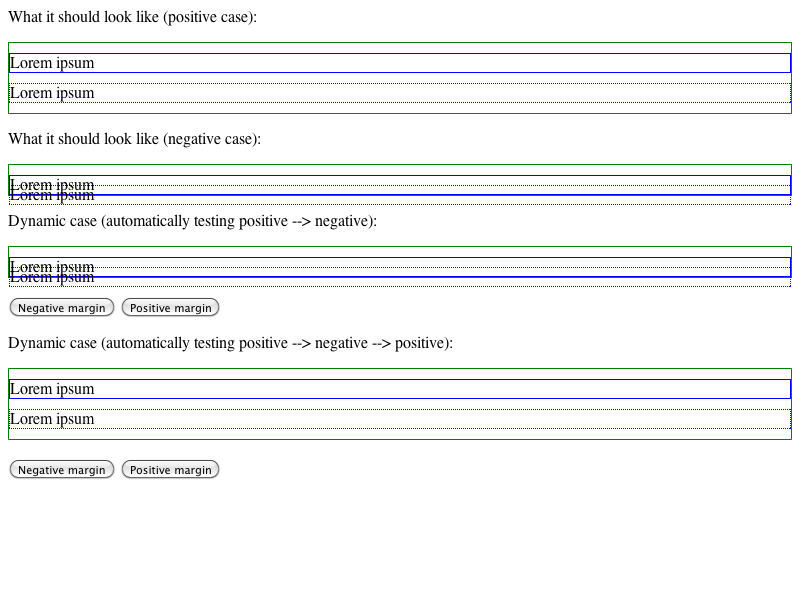 What it should look like (positive case):
Lorem ipsum
Lorem ipsum
What it should look like (negative case):
Lorem ipsum
Lorem ipsum
Dynamic case (automatically testing positive --> negative):
Lorem ipsum
Lorem ipsum
Negative margin Positive margin
Dynamic case (automatically testing positive --> negative --> positive):
Lorem ipsum
Lorem ipsum
Negative margin Positive margin